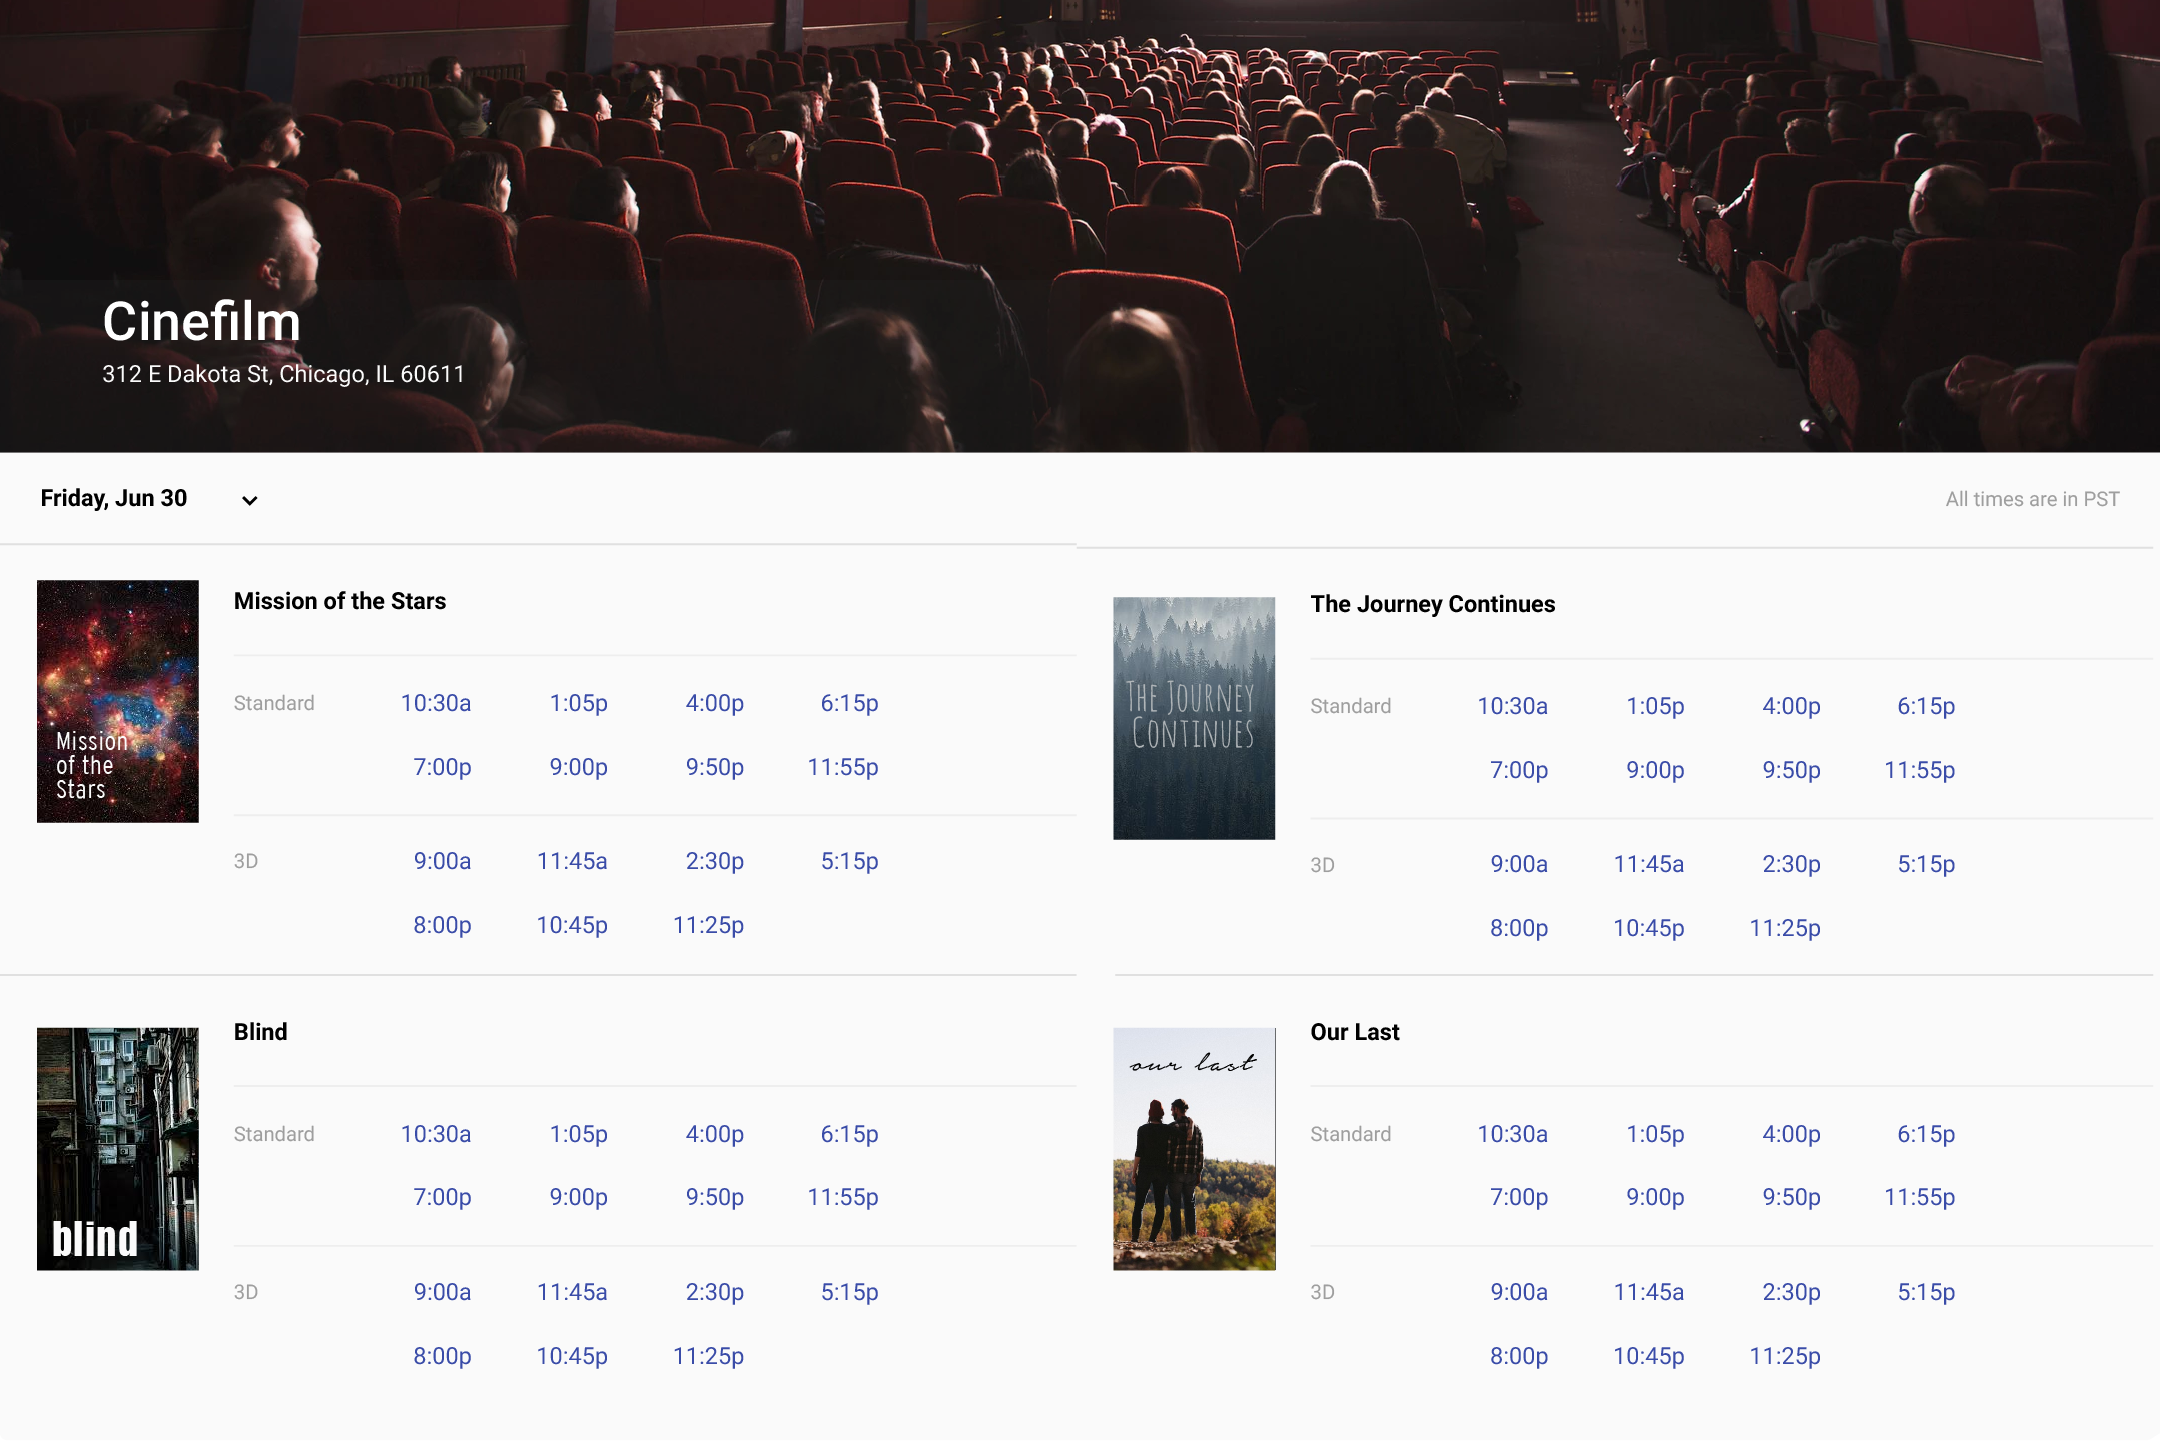 Cinefilm
312 E Dakota St, Chicago, IL 60611
Friday, Jun 30
All times are in PST
Mission
of the
Stars
Mission of the Stars
Standard 10:30a 1:05p 4:00p 6:15p
7:00p 9:00p 9:50p 11:55p
3D 9:00a 11:45a 2:30p 5:15p
8:00p 10:45p 11:25p
THE JOURNEY
CONTINUES
The Journey Continues
Standard 10:30a 1:05p 4:00p 6:15p
7:00p 9:00p 9:50p 11:55p
3D 9:00a 11:45a 2:30p 5:15p
8:00p 10:45p 11:25p
blind
Blind
Standard 10:30a 1:05p 4:00p 6:15p
7:00p 9:00p 9:50p 11:55p
3D 9:00a 11:45a 2:30p 5:15p
8:00p 10:45p 11:25p
our last
Our Last
Standard 10:30a 1:05p 4:00p 6:15p
7:00p 9:00p 9:50p 11:55p
3D 9:00a 11:45a 2:30p 5:15p
8:00p 10:45p 11:25p